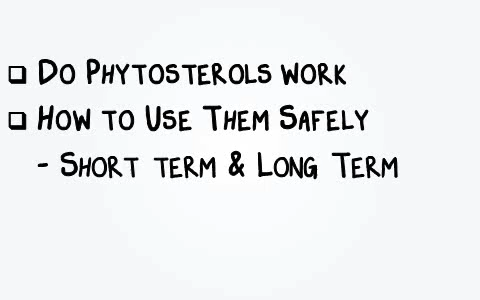 ❑ Do Phytosterols work
❑ How to Use Them Safely
- Short term & Long Term